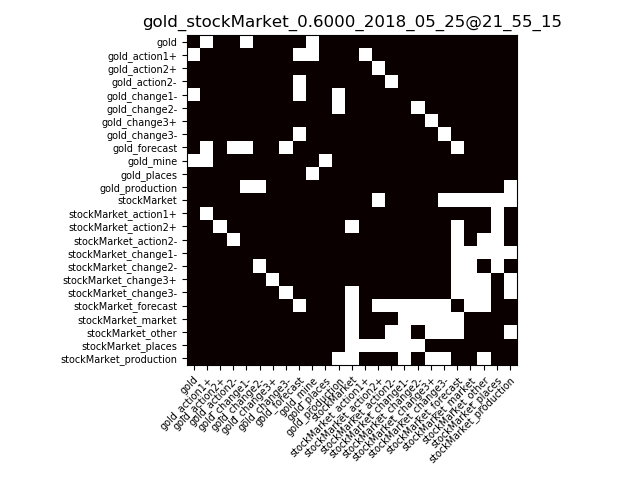 gold_stockMarket_0.6000_2018_05_25@21_55_15
gold
gold_action1+
gold_action2+
gold_action2-
gold_change1-
gold_change2-
gold_change3+
gold_change3-
gold_forecast
gold_mine
gold_places
gold_production
stockMarket
stockMarket_action1+
stockMarket_action2+
stockMarket_action2-
stockMarket_change1-
stockMarket_change2-
stockMarket_change3+
stockMarket_change3-
stockMarket_forecast
stockMarket_market
stockMarket_other
stockMarket_places
stockMarket_production
gold
gold_action1+
gold_action2+
gold_action2-
gold_change1-
gold_change2-
gold_change3+
gold_change3-
gold_forecast
gold_mine
gold_places
gold_production
stockMarket
stockMarket_action1+
stockMarket_action2+
stockMarket_action2-
stockMarket_change1-
stockMarket_change2-
stockMarket_change3+
stockMarket_change3-
stockMarket_forecast
stockMarket_market
stockMarket_other
stockMarket_places
stockMarket_production